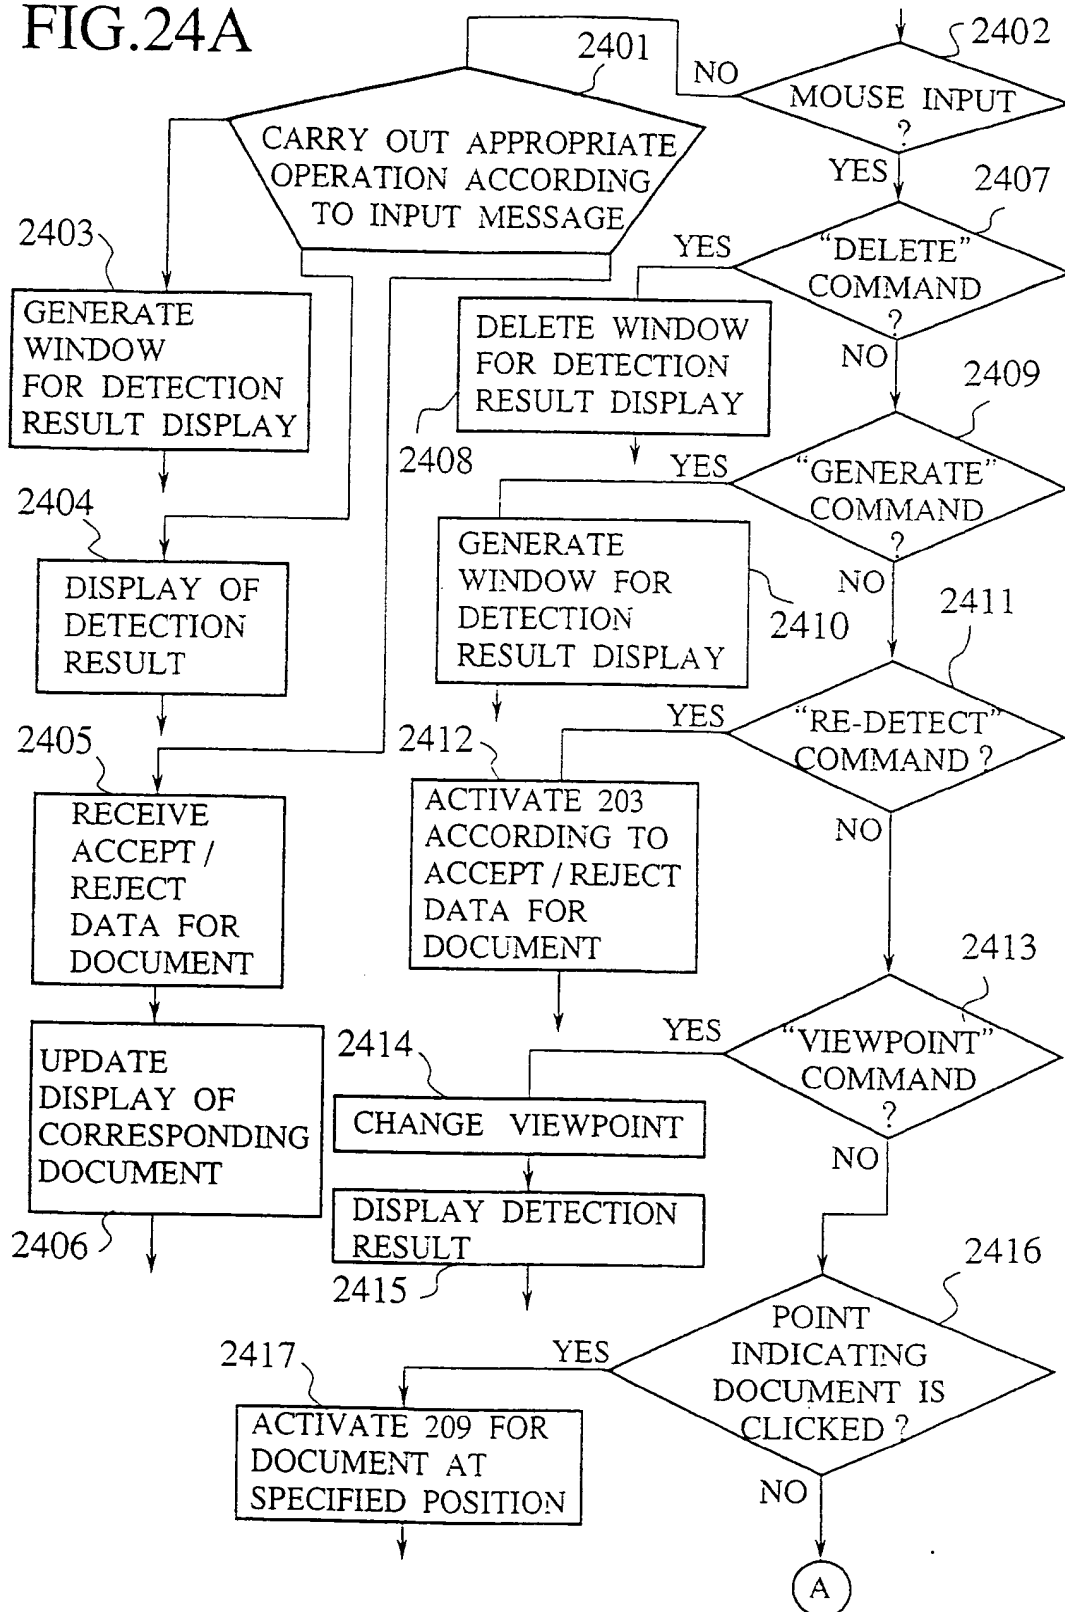 FIG.24A
2401
2402
NO
MOUSE INPUT
?
CARRY OUT APPROPRIATE
OPERATION ACCORDING
TO INPUT MESSAGE
YES
2407
2403
YES
"DELETE"
COMMAND
?
GENERATE
WINDOW
FOR DETECTION
RESULT DISPLAY
DELETE WINDOW
FOR DETECTION
RESULT DISPLAY
NO
2409
2408
YES
"GENERATE"
COMMAND
?
2404
GENERATE
WINDOW FOR
DETECTION
RESULT DISPLAY
NO
2410
2411
DISPLAY OF
DETECTION
RESULT
YES
"RE-DETECT"
COMMAND ?
2405
2412
RECEIVE
ACCEPT /
REJECT
DATA FOR
DOCUMENT
ACTIVATE 203
ACCORDING TO
ACCEPT / REJECT
DATA FOR
DOCUMENT
NO
2413
YES
"VIEWPOINT"
COMMAND
?
2414
UPDATE
DISPLAY OF
CORRESPONDING
DOCUMENT
CHANGE VIEWPOINT
NO
DISPLAY DETECTION
RESULT
2406
2415
2416
POINT
INDICATING
DOCUMENT IS
CLICKED ?
YES
2417
ACTIVATE 209 FOR
DOCUMENT AT
SPECIFIED POSITION
NO
A